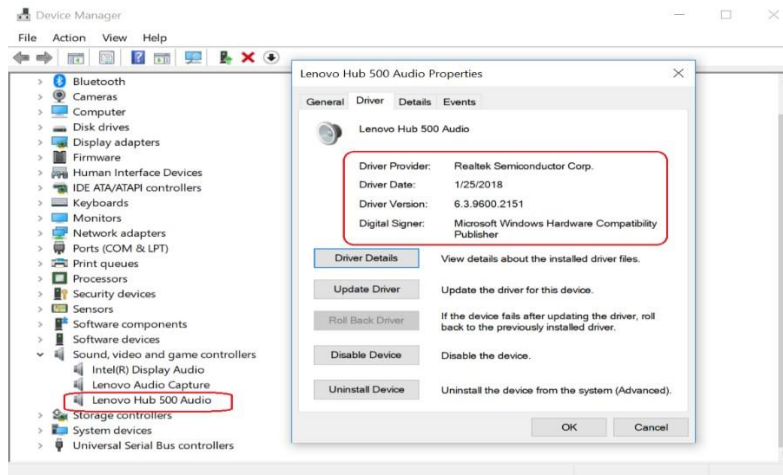 Device Manager
File Action View Help
Bluetooth
Cameras
Computer
Disk drives
Display adapters
Firmware
Human Interface Devices
IDE ATA/ATAPI controllers
Keyboards
Monitors
Network adapters
Ports (COM & LPT)
Print queues
Processors
Security devices
Sensors
Software components
Software devices
Sound, video and game controllers
Intel(R) Display Audio
Lenovo Audio Capture
Lenovo Hub 500 Audio
Storage controllers
System devices
Universal Serial Bus controllers
Lenovo Hub 500 Audio Properties
General Driver Details Events
Lenovo Hub 500 Audio
Driver Provider: Realtek Semiconductor Corp.
Driver Date: 1/25/2018
Driver Version: 6.3.9600.2151
Digital Signer: Microsoft Windows Hardware Compatibility
Publisher
Driver Details View details about the installed driver files.
Update Driver Update the driver for this device.
Roll Back Driver If the device fails after updating the driver, roll
back to the previously installed driver.
Disable Device Disable the device.
Uninstall Device Uninstall the device from the system (Advanced).
OK Cancel